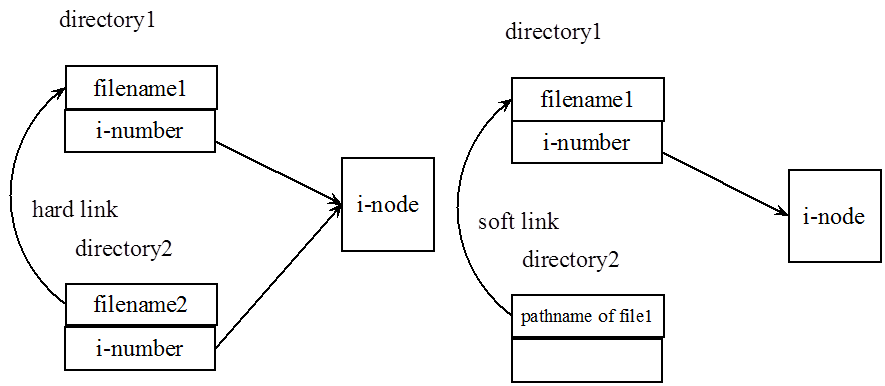 directory1
filename1
i-number
i-node
hard link
directory2
filename2
i-number
directory1
filename1
i-number
i-node
soft link
directory2
pathname of file1